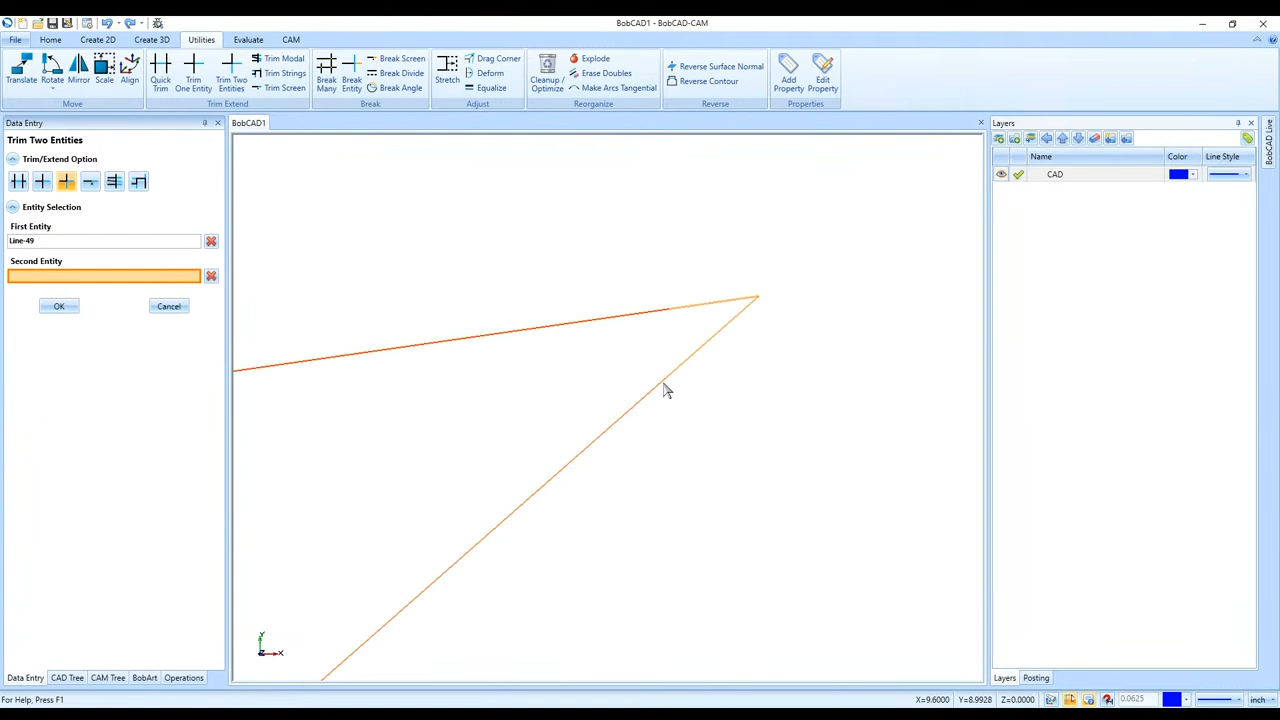 BobCAD1 - BobCAD-CAM
File Home Create 2D Create 3D Utilities Evaluate CAM
Translate Rotate Mirror Scale Align
Move
Quick Trim
Trim One Entity
Trim Two Entities
Trim Modal
Trim Strings
Trim Screen
Trim Extend
Break Many
Break Entity
Break Screen
Break Divide
Break Angle
Break
Stretch
Drag Corner
Deform
Equalize
Adjust
Cleanup / Optimize
Explode
Erase Doubles
Make Arcs Tangential
Reorganize
Reverse Surface Normal
Reverse Contour
Reverse
Add Property
Edit Property
Properties
Data Entry
Trim Two Entities
Trim/Extend Option
Entity Selection
First Entity
Line-49
Second Entity
OK Cancel
BobCAD1
Y
Z X
Layers
Name Color Line Style
CAD
BobCAD Live
Data Entry CAD Tree CAM Tree BobArt Operations
Layers Posting
For Help, Press F1
X=9.6000 Y=8.9928 Z=0.0000 0.0625 inch